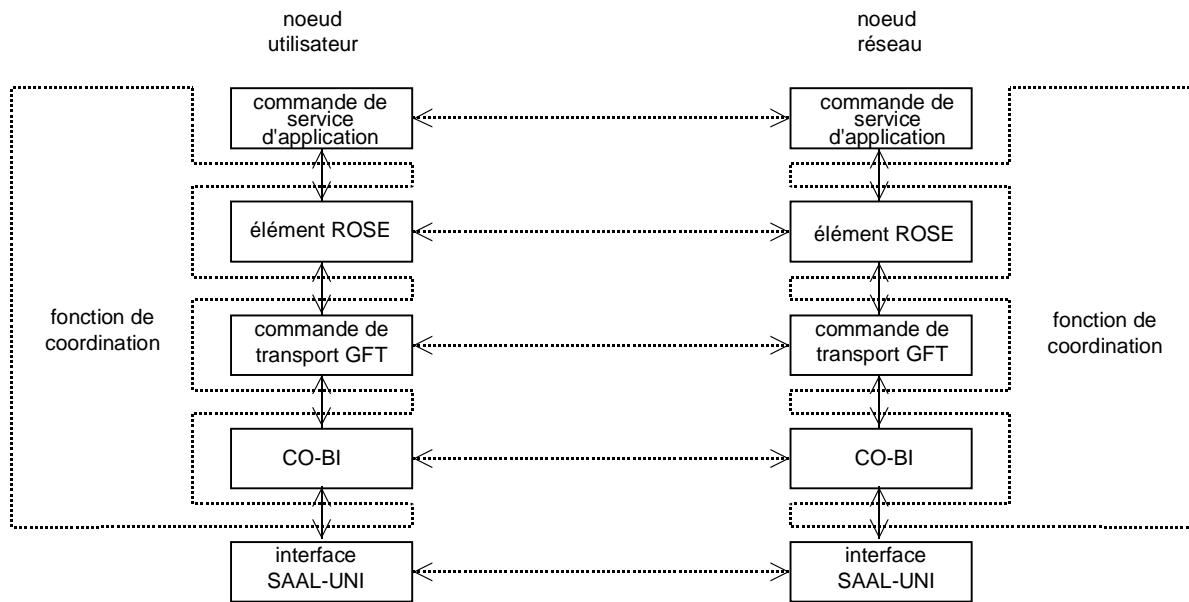 noeud
utilisateur
noeud
réseau
commande de
service
d'application
commande de
service
d'application
élément ROSE
élément ROSE
fonction de
coordination
commande de
transport GFT
commande de
transport GFT
fonction de
coordination
CO-BI
CO-BI
interface
SAAL-UNI
interface
SAAL-UNI